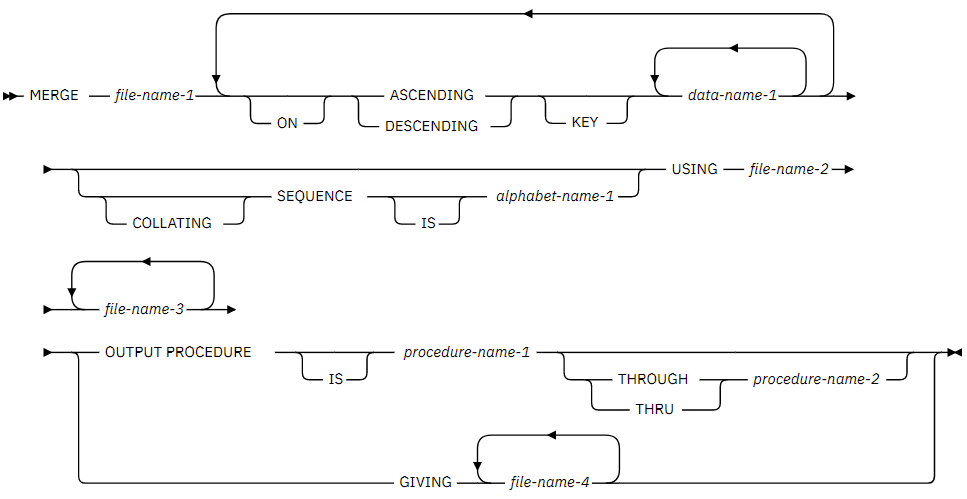 MERGE file-name-1 ASCENDING data-name-1
ON DESCENDING KEY
USING file-name-2
SEQUENCE alphabet-name-1
COLLATING IS
file-name-3
OUTPUT PROCEDURE procedure-name-1
IS THROUGH procedure-name-2
THRU
GIVING file-name-4